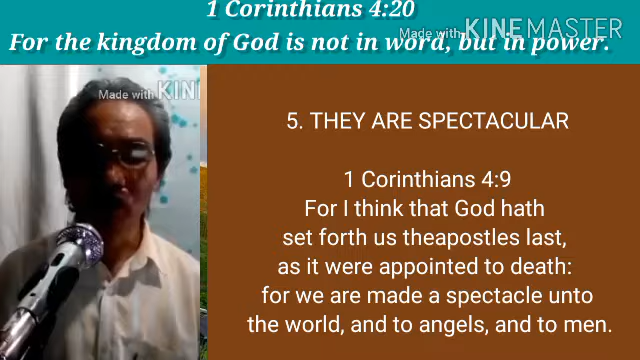 1 Corinthians 4:20
Made with KINEMASTER
For the kingdom of God is not in word, but in power.
Made with KINE
5. THEY ARE SPECTACULAR
1 Corinthians 4:9
For I think that God hath
set forth us theapostles last,
as it were appointed to death:
for we are made a spectacle unto
the world, and to angels, and to men.